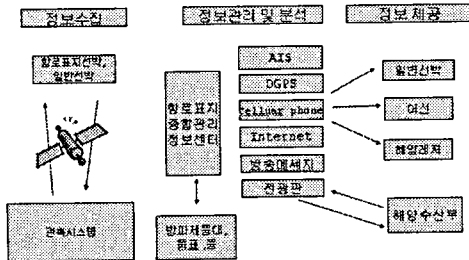 정보수집
정보관리 및 분석
정보제공
항로표지선박,
일반선박
관측시스템
항로표지
종합관리
정보센터
방파제등대,
등표,등
AIS
DGPS
Celluar phone
Internet
방송메세지
전광판
일반선박
어선
해양레저
해양수산부